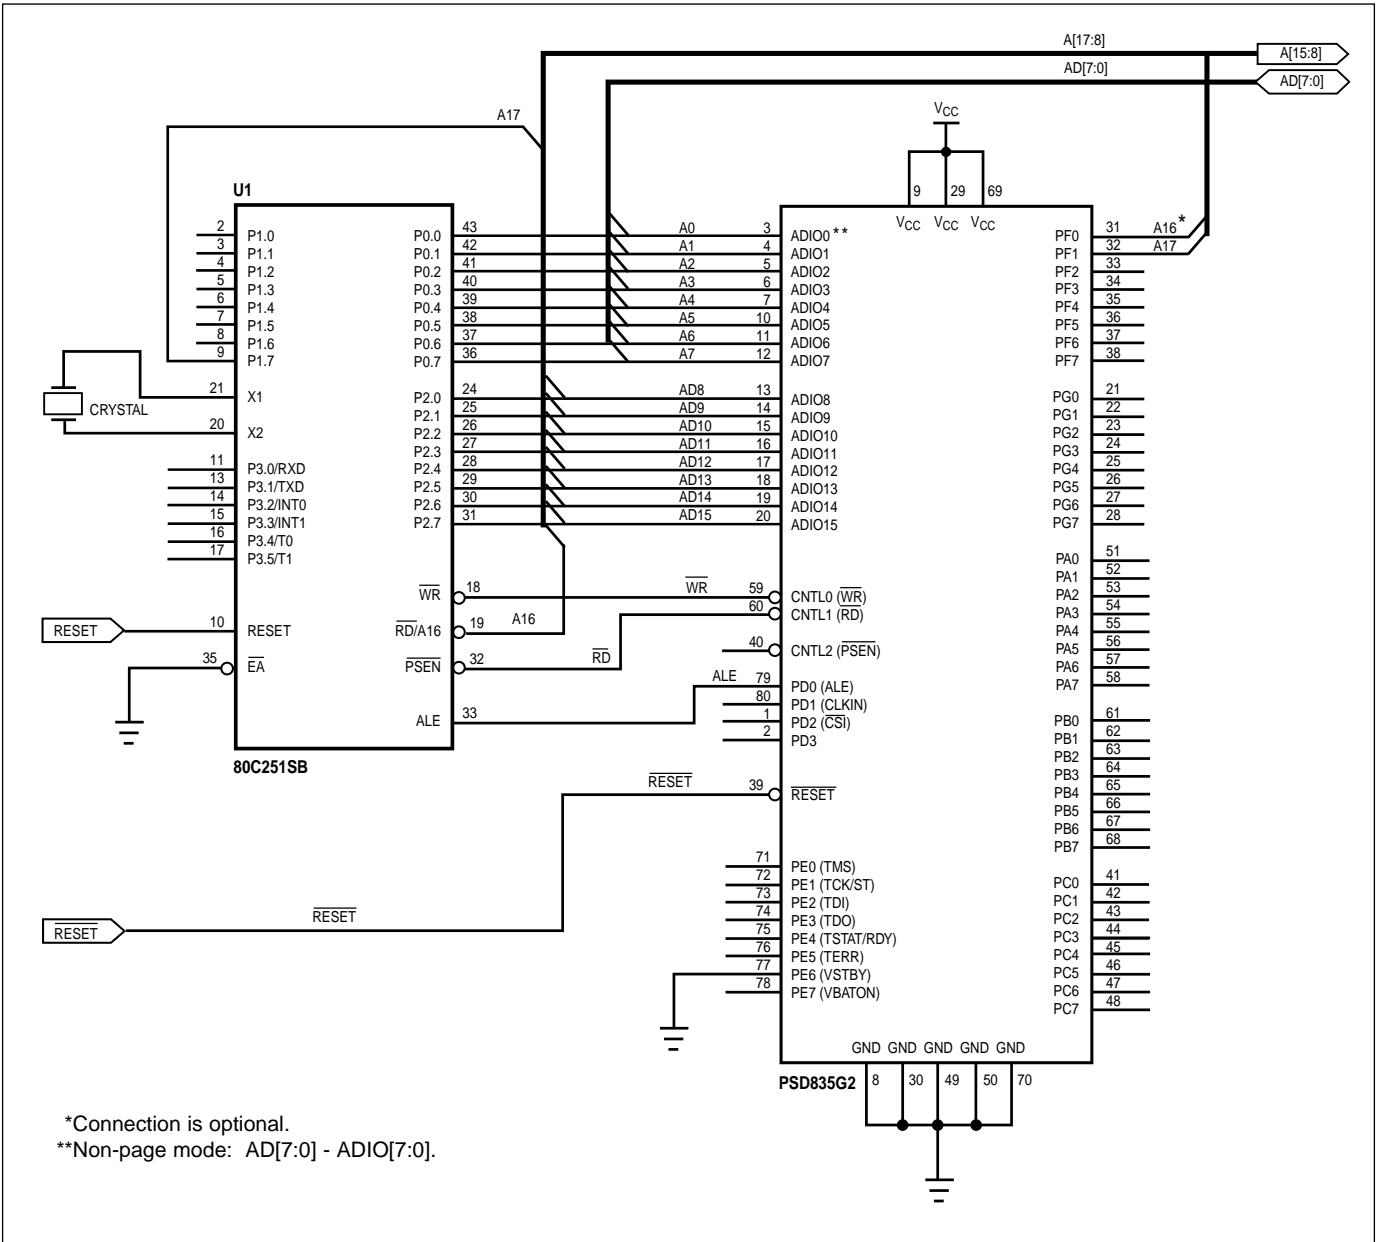 A[17:8]
A[15:8]
AD[7:0]
AD[7:0]
A17
VCC
U1
9 29 69
VCC VCC VCC
2 P1.0
3 P1.1
4 P1.2
5 P1.3
6 P1.4
7 P1.5
8 P1.6
9 P1.7
21 X1
CRYSTAL
20 X2
11 P3.0/RXD
13 P3.1/TXD
14 P3.2/INT0
15 P3.3/INT1
16 P3.4/T0
17 P3.5/T1
RESET
10 RESET
35 EA
P0.0 43 A0 3 ADIO0**
P0.1 42 A1 4 ADIO1
P0.2 41 A2 5 ADIO2
P0.3 40 A3 6 ADIO3
P0.4 39 A4 7 ADIO4
P0.5 38 A5 10 ADIO5
P0.6 37 A6 11 ADIO6
P0.7 36 A7 12 ADIO7
P2.0 24 AD8 13 ADIO8
P2.1 25 AD9 14 ADIO9
P2.2 26 AD10 15 ADIO10
P2.3 27 AD11 16 ADIO11
P2.4 28 AD12 17 ADIO12
P2.5 29 AD13 18 ADIO13
P2.6 30 AD14 19 ADIO14
P2.7 31 AD15 20 ADIO15
WR 18 WR 59 CNTL0 (WR)
60 CNTL1 (RD)
RD/A16 19 A16
40 CNTL2 (PSEN)
PSEN 32 RD
ALE 79 PD0 (ALE)
80 PD1 (CLKIN)
ALE 33
1 PD2 (CSI)
2 PD3
80C251SB
RESET 39 RESET
71 PE0 (TMS)
72 PE1 (TCK/ST)
73 PE2 (TDI)
74 PE3 (TDO)
75 PE4 (TSTAT/RDY)
76 PE5 (TERR)
77 PE6 (VSTBY)
78 PE7 (VBATON)
RESET
RESET
PF0 31 A16*
PF1 32 A17
PF2 33
PF3 34
PF4 35
PF5 36
PF6 37
PF7 38
PG0 21
PG1 22
PG2 23
PG3 24
PG4 25
PG5 26
PG6 27
PG7 28
PA0 51
PA1 52
PA2 53
PA3 54
PA4 55
PA5 56
PA6 57
PA7 58
PB0 61
PB1 62
PB2 63
PB3 64
PB4 65
PB5 66
PB6 67
PB7 68
PC0 41
PC1 42
PC2 43
PC3 44
PC4 45
PC5 46
PC6 47
PC7 48
GND GND GND GND GND
PSD835G2
8 30 49 50 70
*Connection is optional.
**Non-page mode: AD[7:0] - ADIO[7:0].